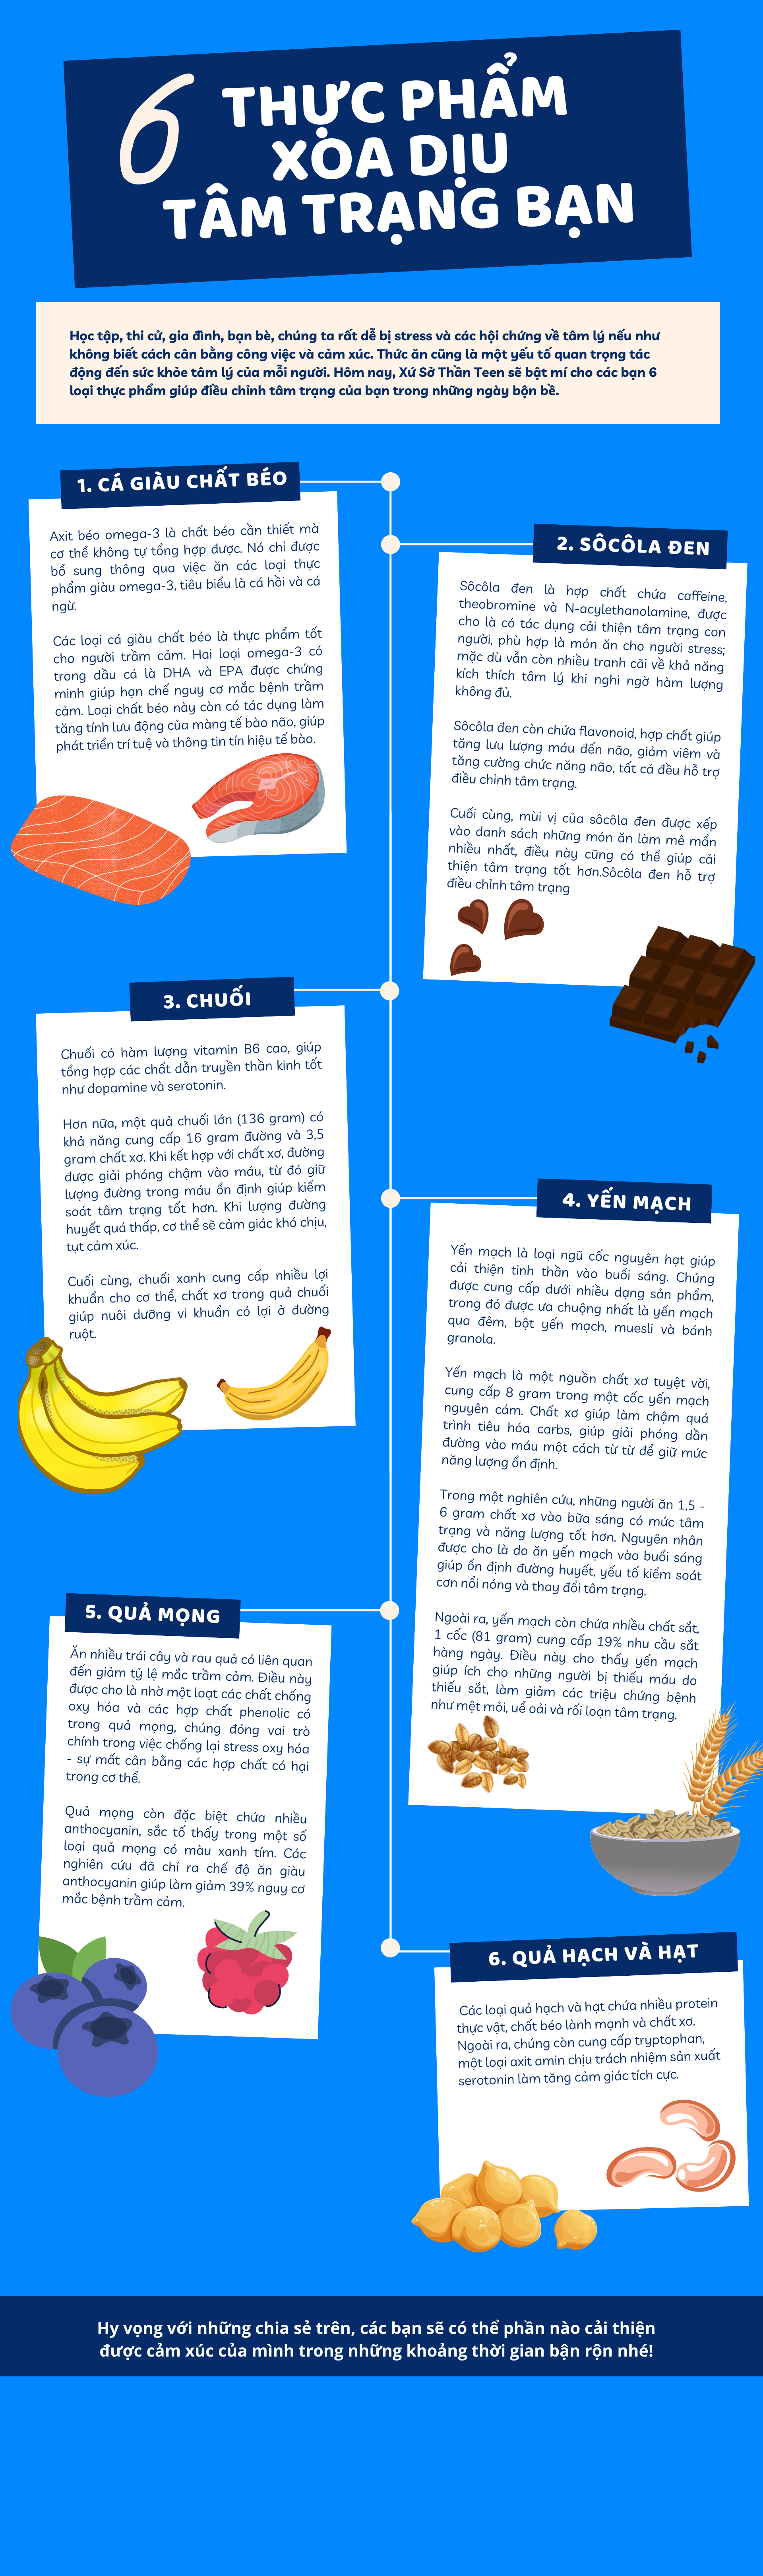 6
THỰC PHẨM
XOA DỊU
TÂM TRẠNG BẠN
Học tập, thi cử, gia đình, bạn bè, chúng ta rất dễ bị stress và các hội chứng về tâm lý nếu như
không biết cách cân bằng công việc và cảm xúc. Thức ăn cũng là một yếu tố quan trọng tác
động đến sức khỏe tâm lý của mỗi người. Hôm nay, Xứ Sở Thần Teen sẽ bật mí cho các bạn 6
loại thực phẩm giúp điều chỉnh tâm trạng của bạn trong những ngày bộn bề.
1. CÁ GIÀU CHẤT BÉO
Axit béo omega-3 là chất béo cần thiết mà
cơ thể không tự tổng hợp được. Nó chỉ được
bổ sung thông qua việc ăn các loại thực
phẩm giàu omega-3, tiêu biểu là cá hồi và cá
ngừ.
Các loại cá giàu chất béo là thực phẩm tốt
cho người trầm cảm. Hai loại omega-3 có
trong dầu cá là DHA và EPA được chứng
minh giúp hạn chế nguy cơ mắc bệnh trầm
cảm. Loại chất béo này còn có tác dụng làm
tăng tính lưu động của màng tế bào não, giúp
phát triển trí tuệ và thông tin tín hiệu tế bào.
2. SÔCÔLA ĐEN
Sôcôla đen là hợp chất chứa caffeine,
theobromine và N-acylethanolamine, được
cho là có tác dụng cải thiện tâm trạng con
người, phù hợp là món ăn cho người stress;
mặc dù vẫn còn nhiều tranh cãi về khả năng
kích thích tâm lý khi nghi ngờ hàm lượng
không đủ.
Sôcôla đen còn chứa flavonoid, hợp chất giúp
tăng lưu lượng máu đến não, giảm viêm và
tăng cường chức năng não, tất cả đều hỗ trợ
điều chỉnh tâm trạng.
Cuối cùng, mùi vị của sôcôla đen được xếp
vào danh sách những món ăn làm mê mẩn
nhiều nhất, điều này cũng có thể giúp cải
thiện tâm trạng tốt hơn.Sôcôla đen hỗ trợ
điều chỉnh tâm trạng
3. CHUỐI
Chuối có hàm lượng vitamin B6 cao, giúp
tổng hợp các chất dẫn truyền thần kinh tốt
như dopamine và serotonin.
Hơn nữa, một quả chuối lớn (136 gram) có
khả năng cung cấp 16 gram đường và 3,5
gram chất xơ. Khi kết hợp với chất xơ, đường
được giải phóng chậm vào máu, từ đó giữ
lượng đường trong máu ổn định giúp kiểm
soát tâm trạng tốt hơn. Khi lượng đường
huyết quá thấp, cơ thể sẽ cảm giác khó chịu,
tụt cảm xúc.
Cuối cùng, chuối xanh cung cấp nhiều lợi
khuẩn cho cơ thể, chất xơ trong quả chuối
giúp nuôi dưỡng vi khuẩn có lợi ở đường
ruột.
4. YẾN MẠCH
Yến mạch là loại ngũ cốc nguyên hạt giúp
cải thiện tinh thần vào buổi sáng. Chúng
được cung cấp dưới nhiều dạng sản phẩm,
trong đó được ưa chuộng nhất là yến mạch
qua đêm, bột yến mạch, muesli và bánh
granola.
Yến mạch là một nguồn chất xơ tuyệt vời,
cung cấp 8 gram trong một cốc yến mạch
nguyên cám. Chất xơ giúp làm chậm quá
trình tiêu hóa carbs, giúp giải phóng dần
đường vào máu một cách từ từ để giữ mức
năng lượng ổn định.
Trong một nghiên cứu, những người ăn 1,5 -
6 gram chất xơ vào bữa sáng có mức tâm
trạng và năng lượng tốt hơn. Nguyên nhân
được cho là do ăn yến mạch vào buổi sáng
giúp ổn định đường huyết, yếu tố kiểm soát
cơn nổi nóng và thay đổi tâm trạng.
Ngoài ra, yến mạch còn chứa nhiều chất sắt,
1 cốc (81 gram) cung cấp 19% nhu cầu sắt
hàng ngày. Điều này cho thấy yến mạch
giúp ích cho những người bị thiếu máu do
thiếu sắt, làm giảm các triệu chứng bệnh
như mệt mỏi, uể oải và rối loạn tâm trạng.
5. QUẢ MỌNG
Ăn nhiều trái cây và rau quả có liên quan
đến giảm tỷ lệ mắc trầm cảm. Điều này
được cho là nhờ một loạt các chất chống
oxy hóa và các hợp chất phenolic có
trong quả mọng, chúng đóng vai trò
chính trong việc chống lại stress oxy hóa
- sự mất cân bằng các hợp chất có hại
trong cơ thể.
Quả mọng còn đặc biệt chứa nhiều
anthocyanin, sắc tố thấy trong một số
loại quả mọng có màu xanh tím. Các
nghiên cứu đã chỉ ra chế độ ăn giàu
anthocyanin giúp làm giảm 39% nguy cơ
mắc bệnh trầm cảm.
6. QUẢ HẠCH VÀ HẠT
Các loại quả hạch và hạt chứa nhiều protein
thực vật, chất béo lành mạnh và chất xơ.
Ngoài ra, chúng còn cung cấp tryptophan,
một loại axit amin chịu trách nhiệm sản xuất
serotonin làm tăng cảm giác tích cực.
Hy vọng với những chia sẻ trên, các bạn sẽ có thể phần nào cải thiện
được cảm xúc của mình trong những khoảng thời gian bận rộn nhé!